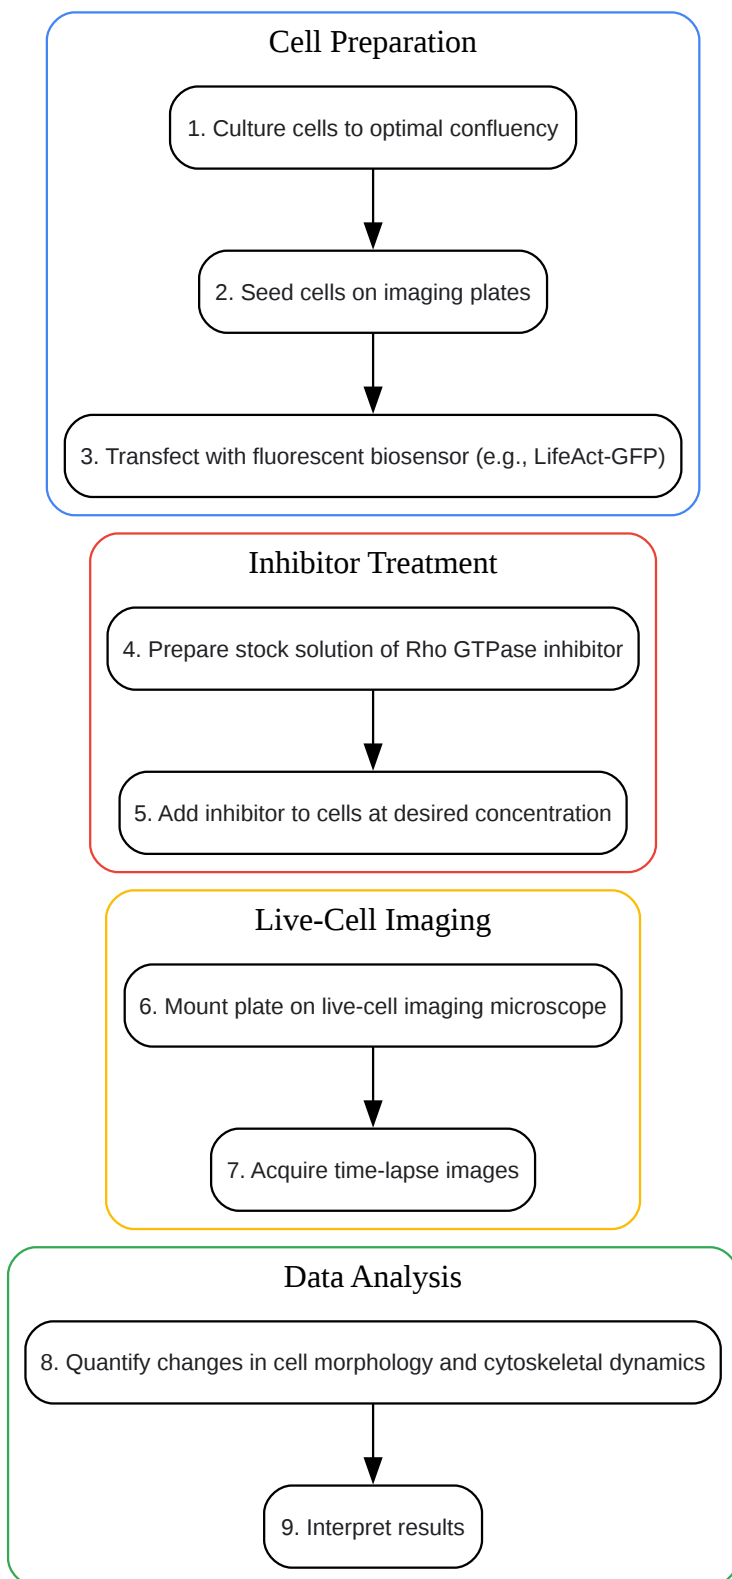 Cell Preparation
1. Culture cells to optimal confluency
2. Seed cells on imaging plates
3. Transfect with fluorescent biosensor (e.g., LifeAct-GFP)
Inhibitor Treatment
4. Prepare stock solution of Rho GTPase inhibitor
5. Add inhibitor to cells at desired concentration
Live-Cell Imaging
6. Mount plate on live-cell imaging microscope
7. Acquire time-lapse images
Data Analysis
8. Quantify changes in cell morphology and cytoskeletal dynamics
9. Interpret results